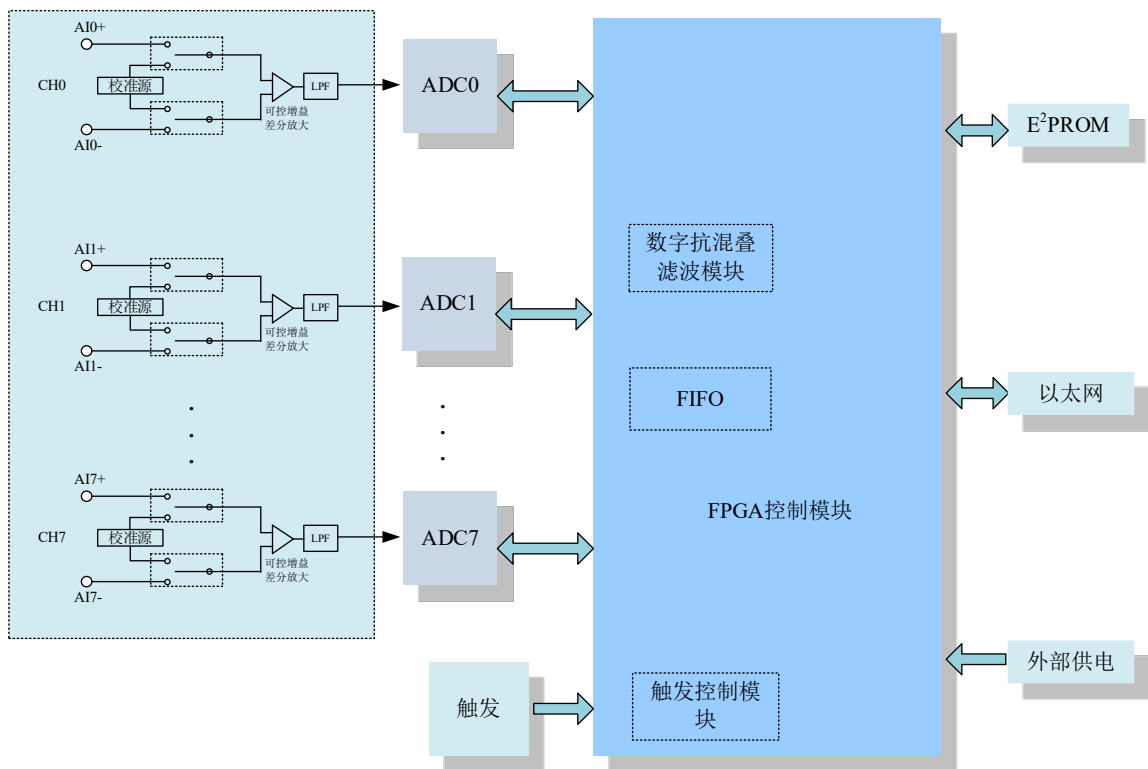 AI0+
CH0
校准源
AI0-
可控增益
差分放大
LPF
ADC0
AI1+
CH1
校准源
AI1-
可控增益
差分放大
LPF
ADC1
AI7+
CH7
校准源
AI7-
可控增益
差分放大
LPF
ADC7
触发
数字抗混叠
滤波模块
FIFO
FPGA控制模块
触发控制模
块
E²PROM
以太网
外部供电